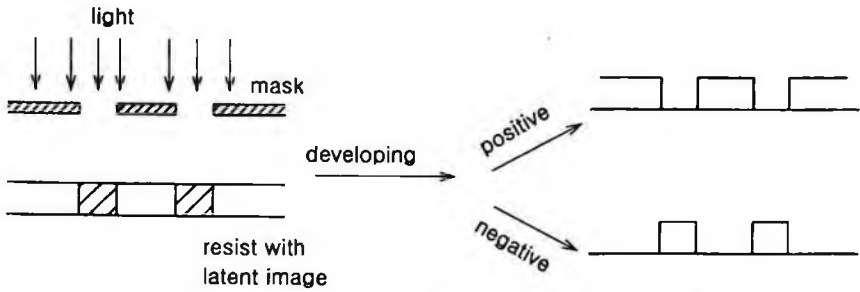 light
mask
developing
positive
negative
resist with
latent image